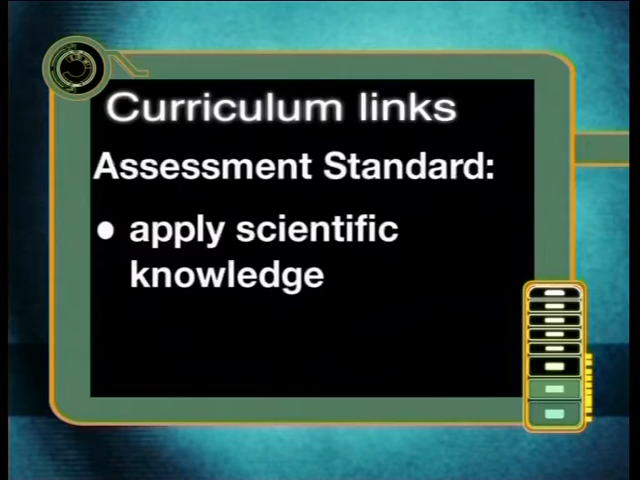 Curriculum links
Assessment Standard:
● apply scientific
knowledge